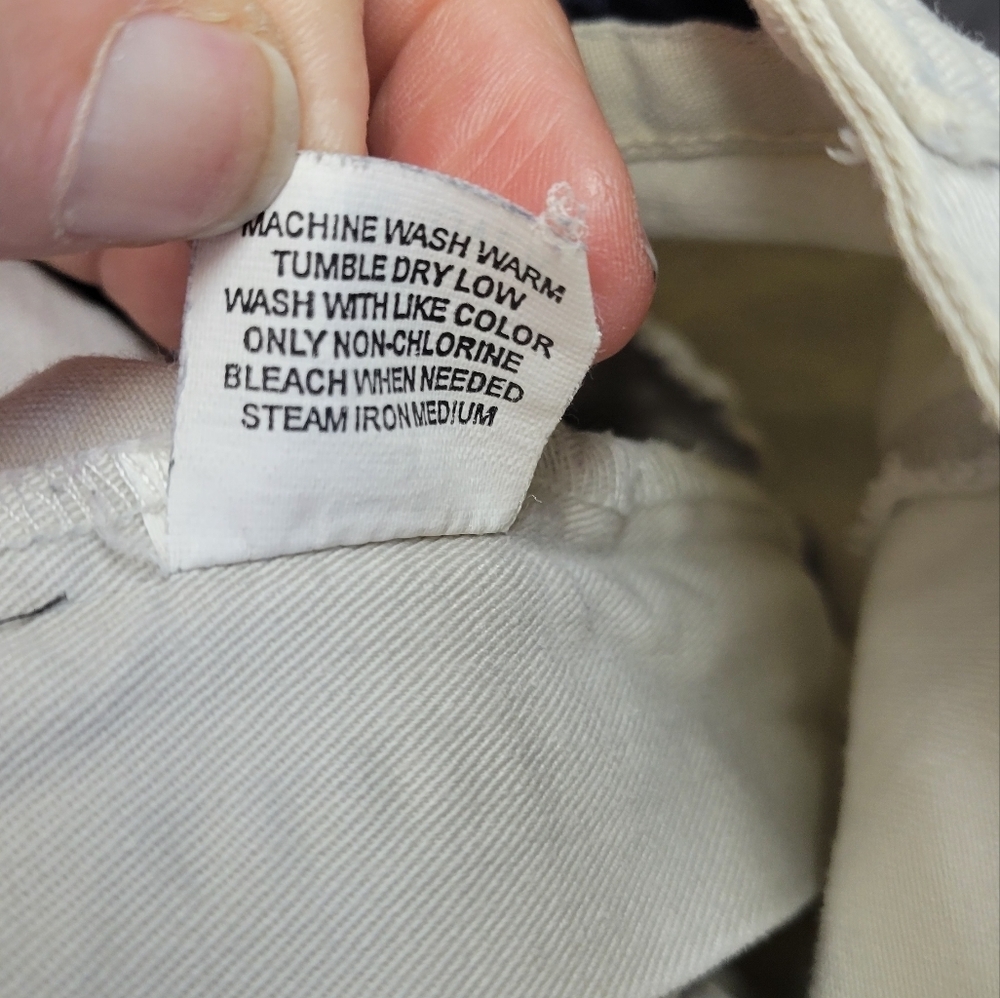 MACHINE WASH WARM
TUMBLE DRY LOW
WASH WITH LIKE COLOR
ONLY NON-CHLORINE
BLEACH WHEN NEEDED
STEAM IRON MEDIUM